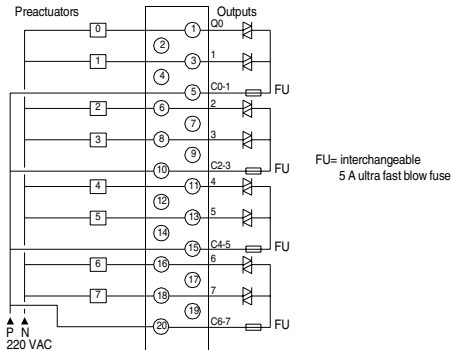 Preactuators Outputs
0 1 Q0
2
1 3 1
4
5 C0-1 FU
2 6 2
7
3 8 3
9
10 C2-3 FU
FU= interchangeable
5 A ultra fast blow fuse
4 11 4
12
5 13 5
14
15 C4-5 FU
6 16 6
17
7 18 7
19
20 C6-7 FU
P N
220 VAC